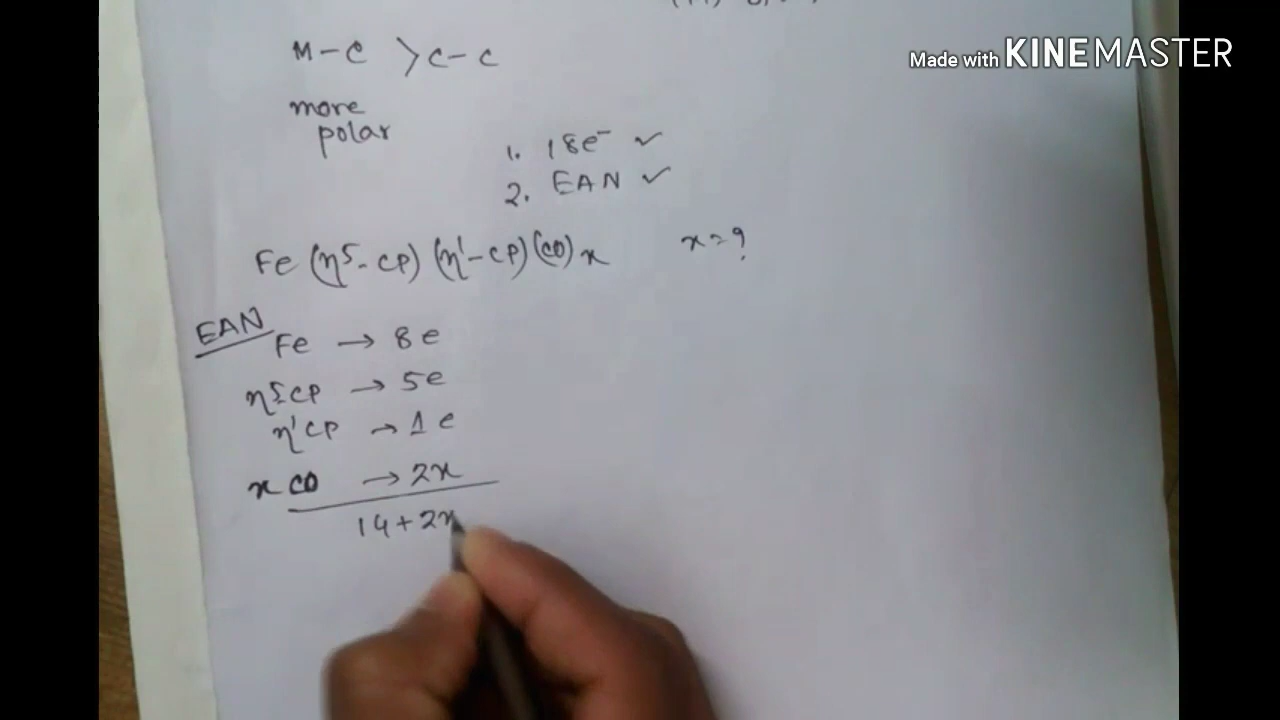 Made with KINEMASTER
M-C > C-C
more
polar
1. 18e⁻ ✓
2. EAN ✓
Fe (η⁵-CP) (η¹-CP) (CO)x x = ?
EAN
Fe → 8e
η⁵CP → 5e
η¹CP → 1e
x CO → 2x
14+2x